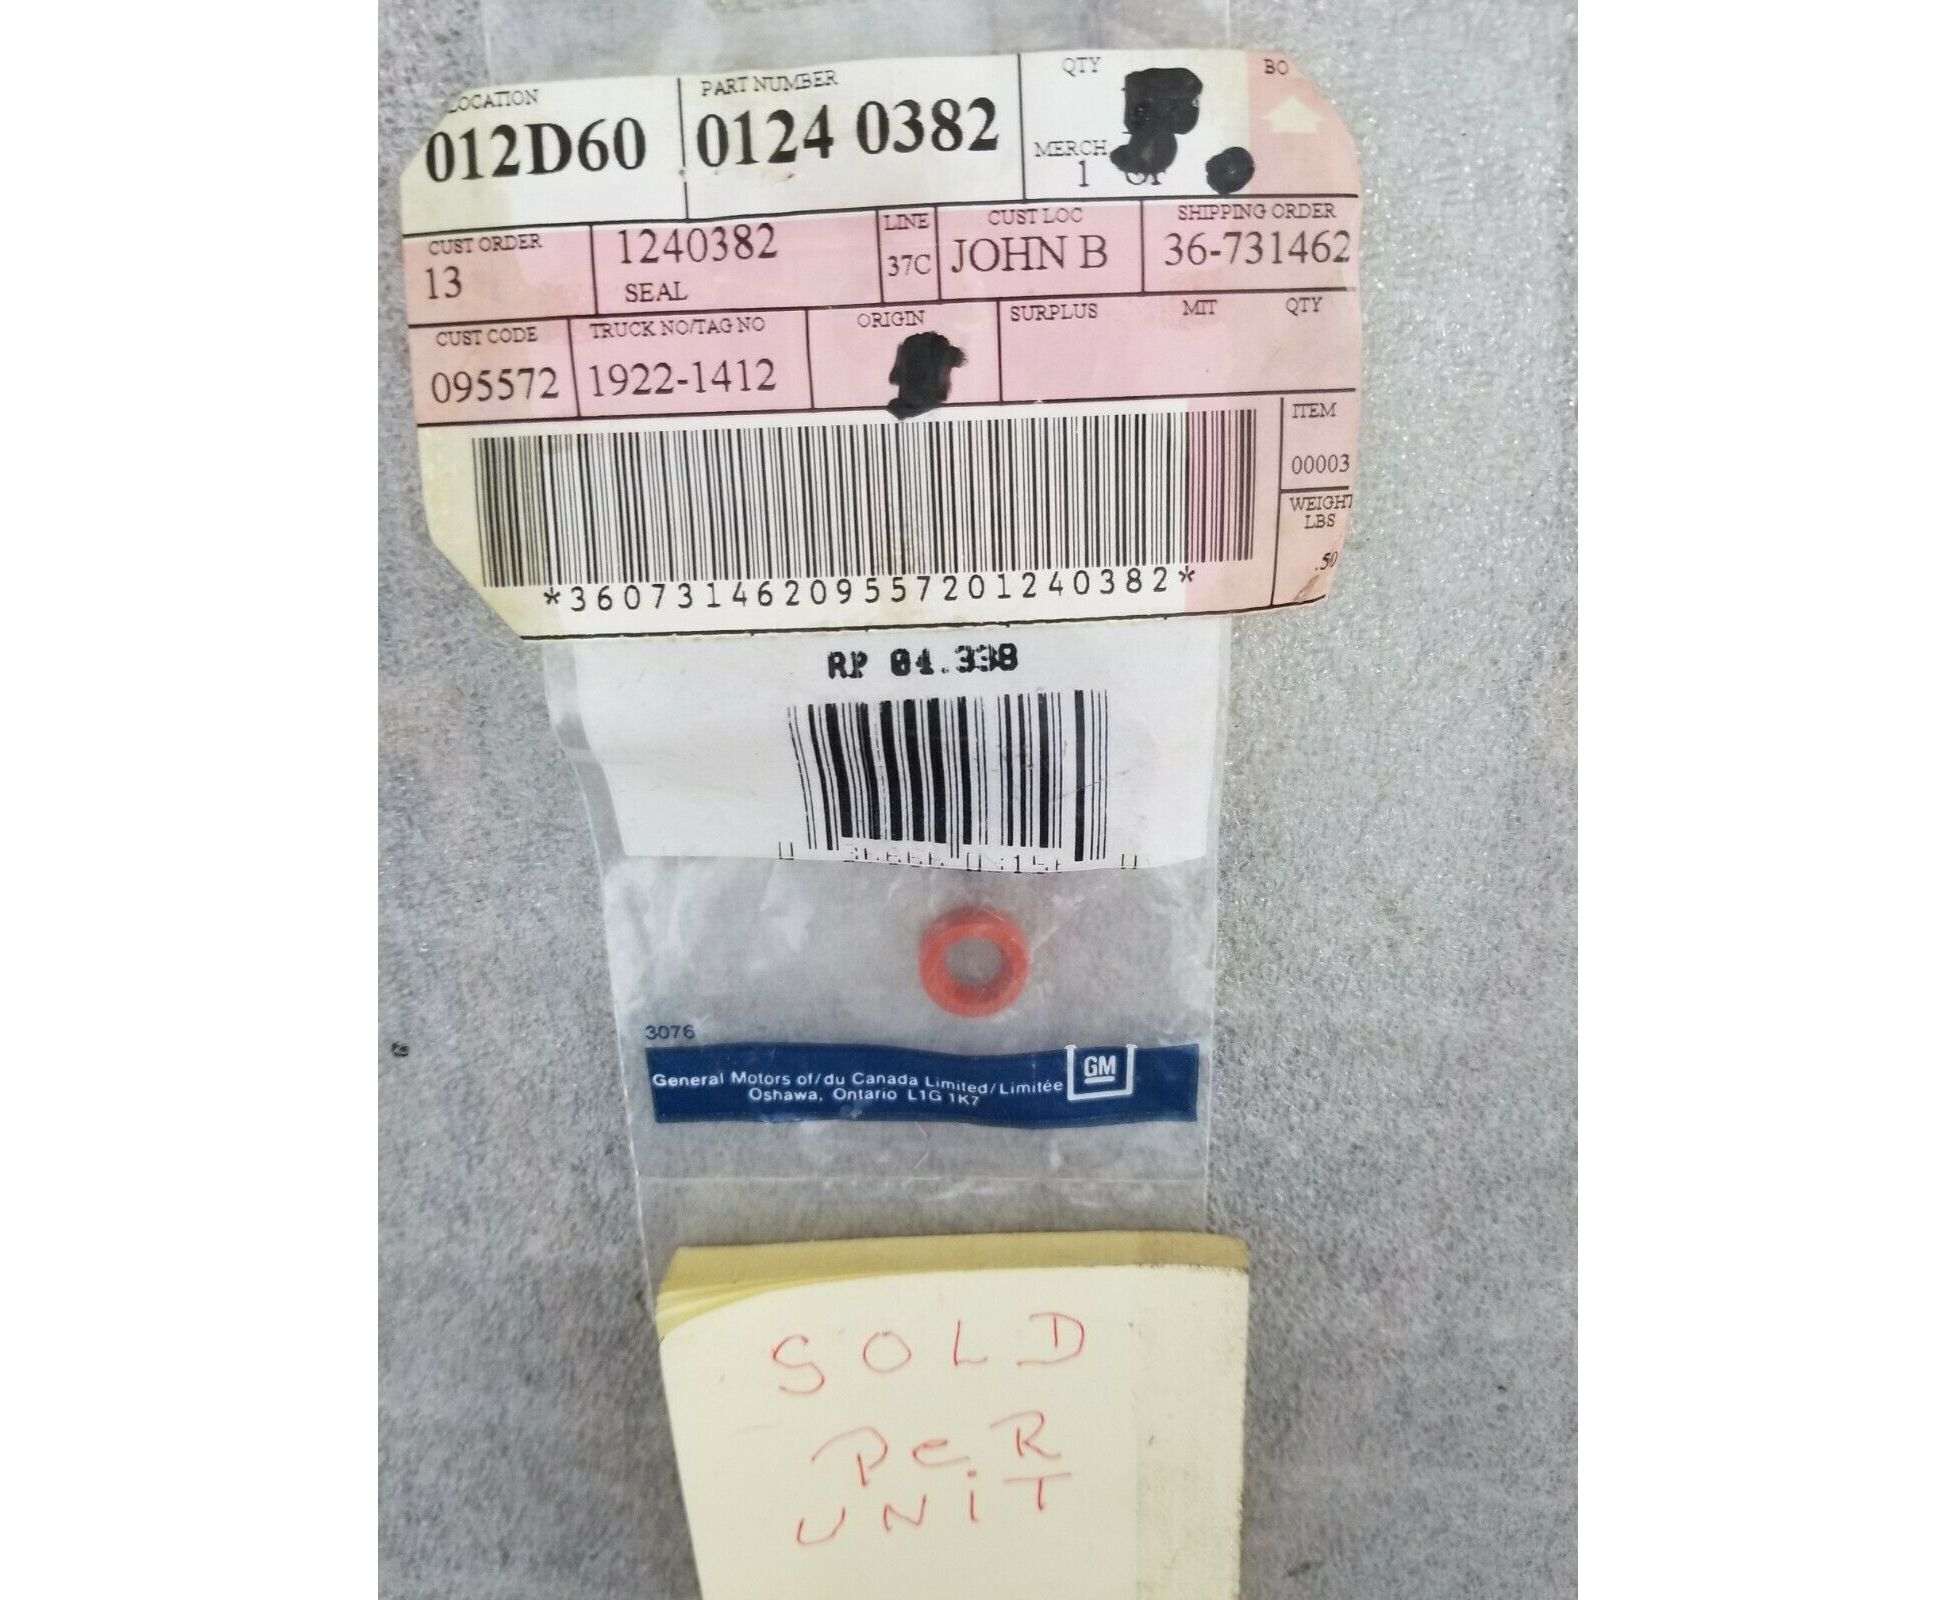 LOCATION
012D60
PART NUMBER
0124 0382
QTY
MERCH
1 OF
BO
CUST ORDER
13
1240382
SEAL
LINE
37C
CUST LOC
JOHN B
SHIPPING ORDER
36-731462
CUST CODE
095572
TRUCK NO/TAG NO
1922-1412
ORIGIN
SURPLUS
MIT
QTY
ITEM
00003
WEIGHT
LBS
.50
*36073146209557201240382*
RP 04.338
3076
General Motors of/du Canada Limited/Limitée
Oshawa, Ontario L1G 1K7
GM
SOLD
PeR
UNiT